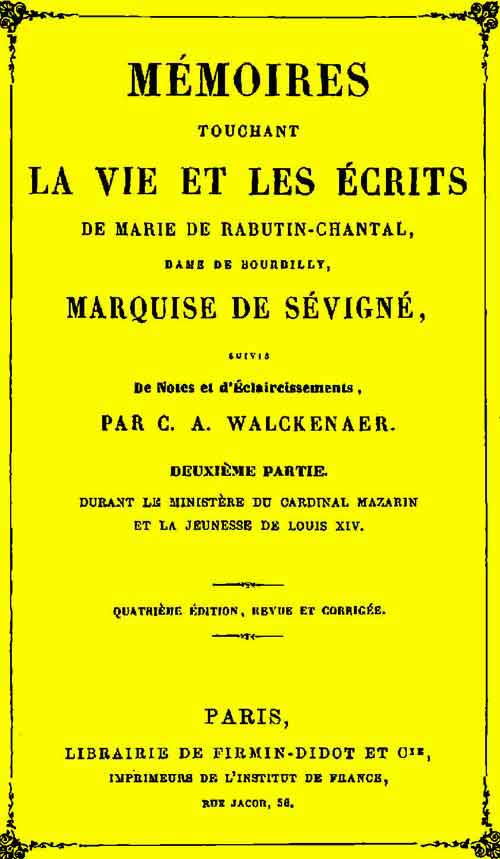 MÉMOIRES
TOUCHANT
LA VIE ET LES ÉCRITS
DE MARIE DE RABUTIN-CHANTAL,
DAME DE BOURBILLY,
MARQUISE DE SÉVIGNÉ,
SUIVIS
De Notes et d'Éclaircissements,
PAR C. A. WALCKENAER.
DEUXIÈME PARTIE.
DURANT LE MINISTÈRE DU CARDINAL MAZARIN
ET LA JEUNESSE DE LOUIS XIV.
QUATRIÈME ÉDITION, REVUE ET CORRIGÉE.
PARIS,
LIBRAIRIE DE FIRMIN-DIDOT ET CIE,
IMPRIMEURS DE L'INSTITUT DE FRANCE,
RUE JACOB, 56.